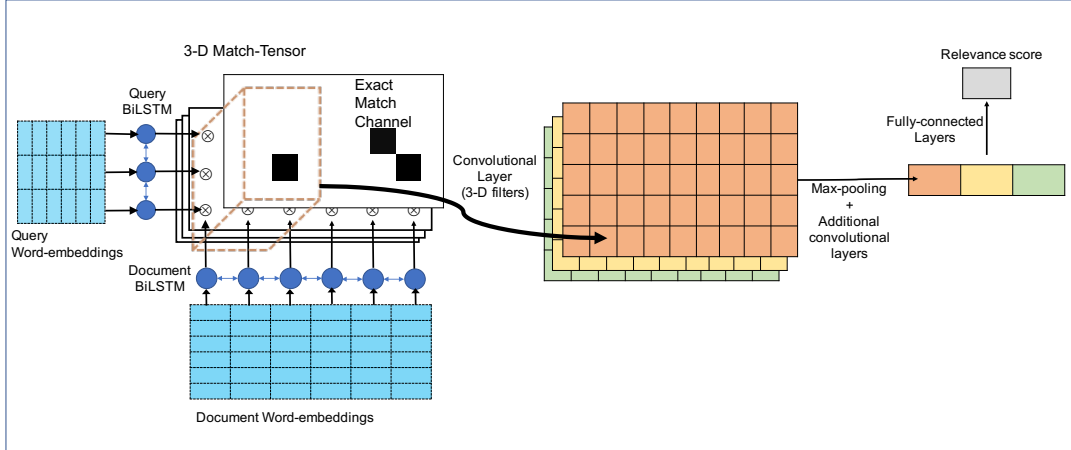 3-D Match-Tensor
Query
BiLSTM
Exact
Match
Channel
Query
Word-embeddings
Document
BiLSTM
Document Word-embeddings
Convolutional
Layer
(3-D filters)
Max-pooling
+
Additional
convolutional
layers
Relevance score
Fully-connected
Layers